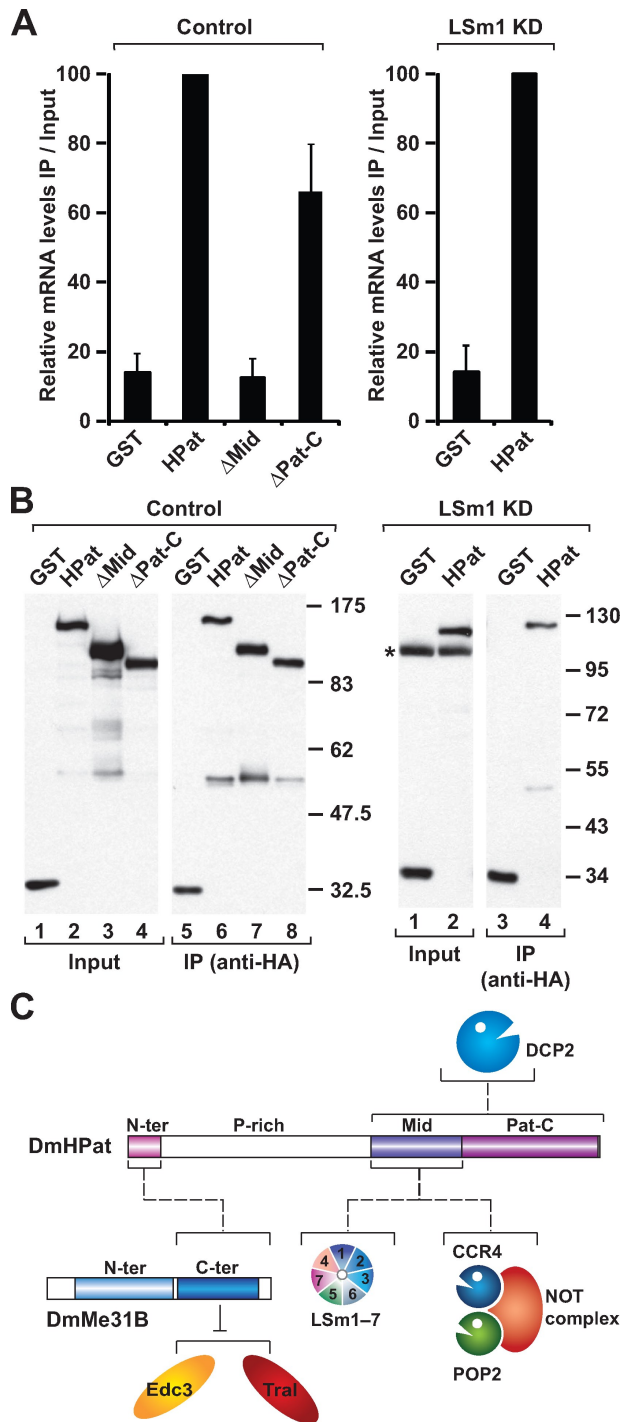 A
Control
LSm1 KD
Relative mRNA levels IP / Input
100
80
60
40
20
0
GST
HPat
ΔMid
ΔPat-C
Relative mRNA levels IP / Input
100
80
60
40
20
0
GST
HPat
B
Control
LSm1 KD
GST
HPat
ΔMid
ΔPat-C
GST
HPat
ΔMid
ΔPat-C
175
83
62
47.5
32.5
1 2 3 4
5 6 7 8
Input
IP (anti-HA)
GST
HPat
GST
HPat
*
130
95
72
55
43
34
1 2
3 4
Input
IP
(anti-HA)
C
DCP2
N-ter
P-rich
Mid
Pat-C
DmHPat
N-ter
C-ter
DmMe31B
Edc3
Tral
1
2
3
6
5
7
4
LSm1–7
CCR4
NOT
complex
POP2